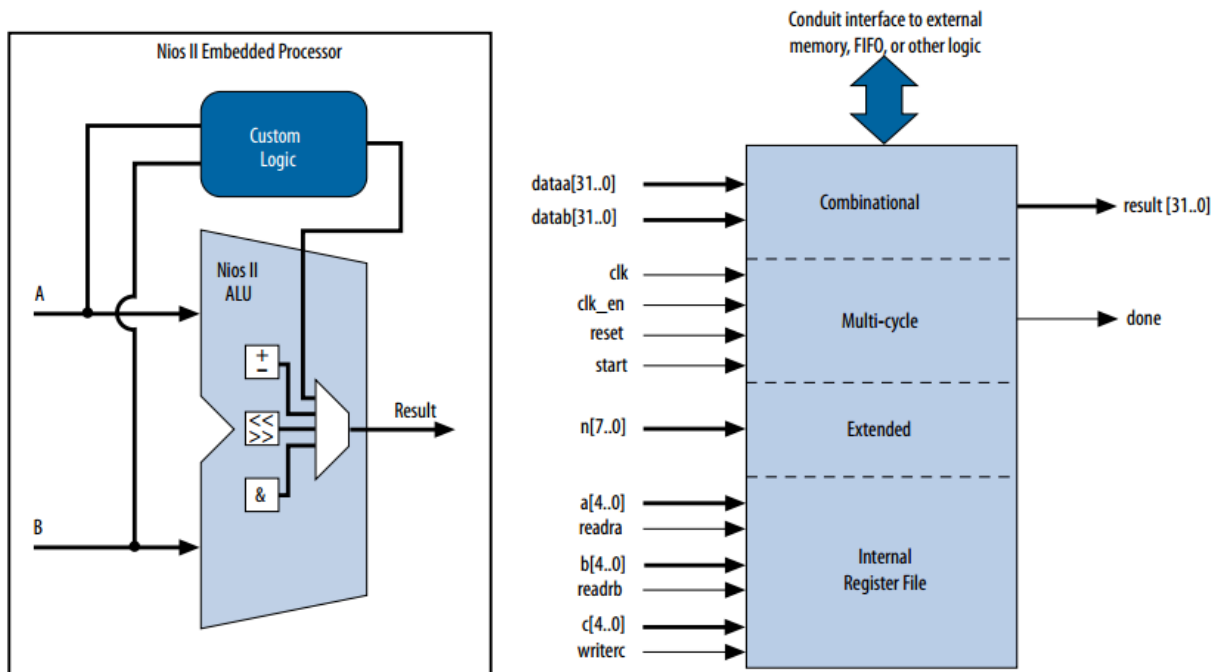 Nios II Embedded Processor
Custom
Logic
Nios II
ALU
A
+
−
<<
>>
&
Result
B
Conduit interface to external
memory, FIFO, or other logic
dataa[31..0]
datab[31..0]
Combinational
result [31..0]
clk
clk_en
reset
start
Multi-cycle
done
n[7..0]
Extended
a[4..0]
readra
b[4..0]
readrb
c[4..0]
writerc
Internal
Register File